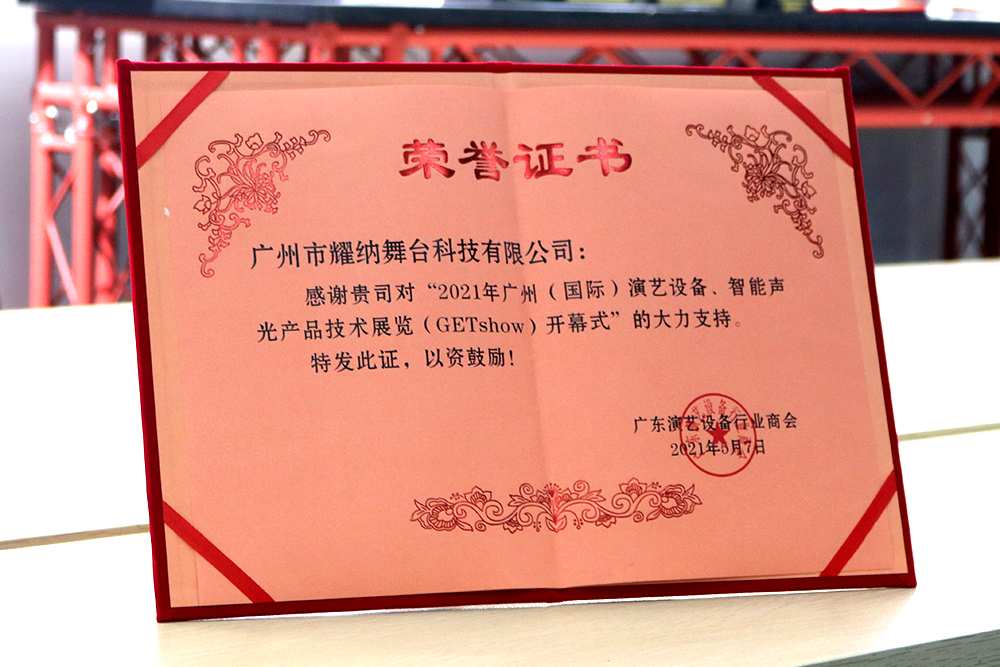 荣誉证书
广州市耀纳舞台科技有限公司：
感谢贵司对“2021年广州（国际）演艺设备、智能声
光产品技术展览（GETshow）开幕式”的大力支持。
特发此证，以资鼓励！
广东演艺设备行业商会
2021年5月7日